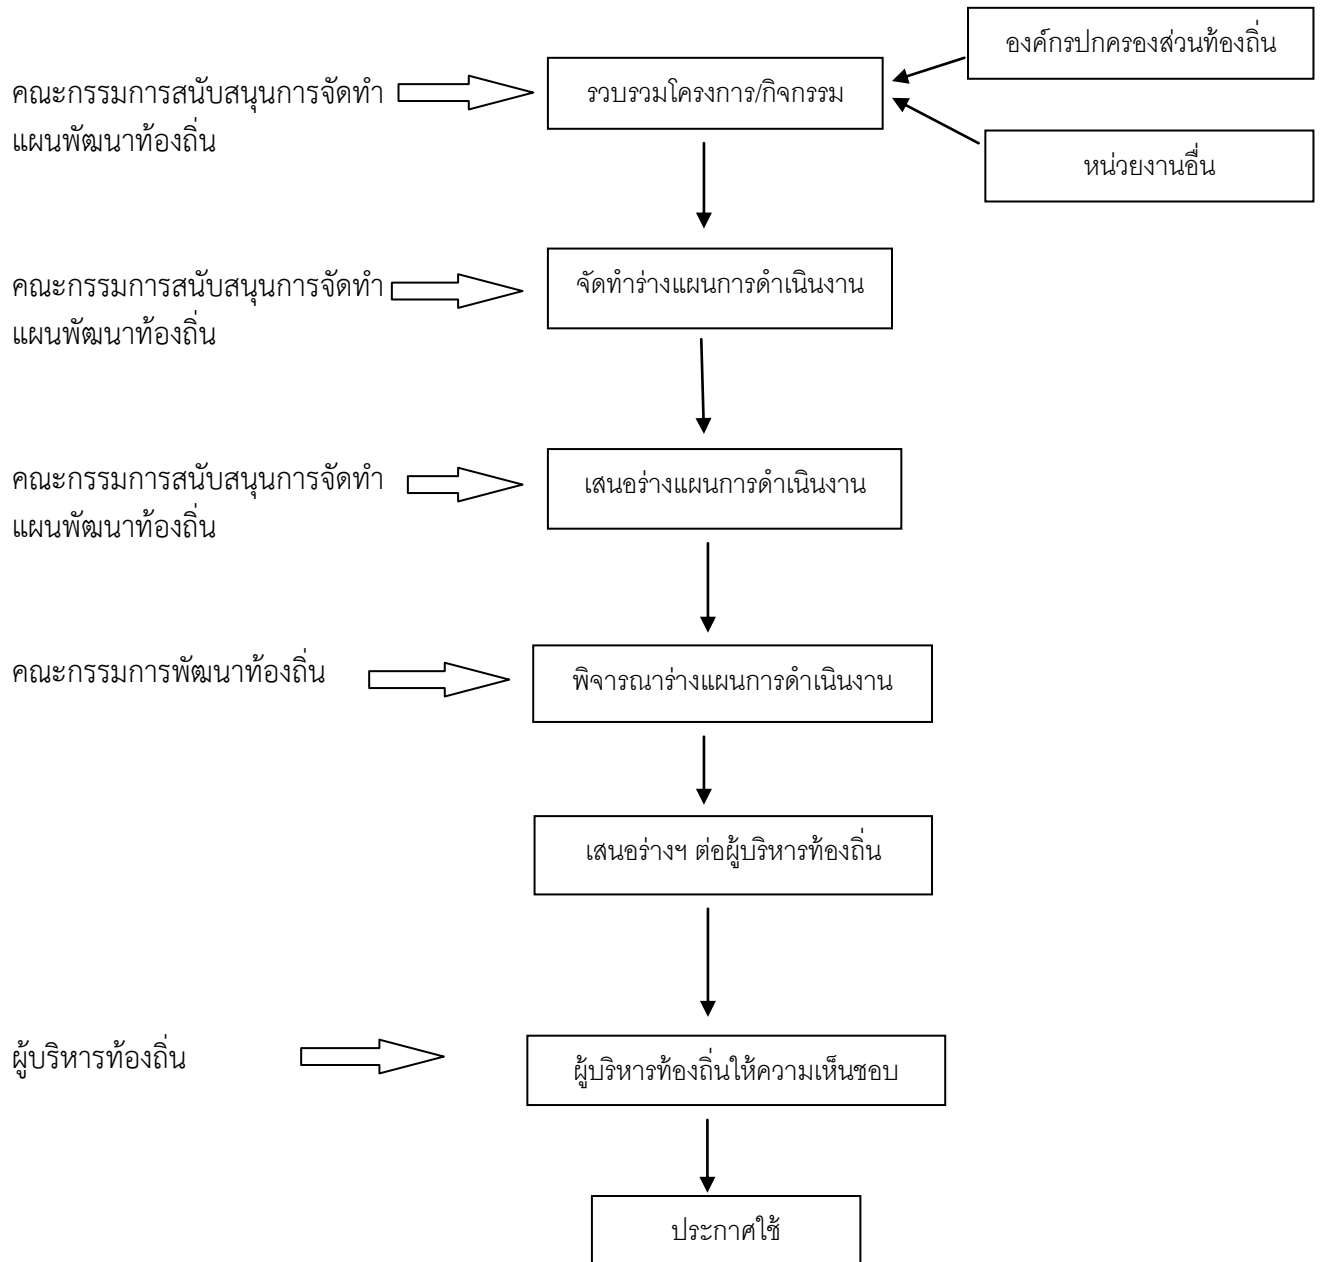 องค์กรปกครองส่วนท้องถิ่น
คณะกรรมการสนับสนุนการจัดทำ
แผนพัฒนาท้องถิ่น
รวบรวมโครงการ/กิจกรรม
หน่วยงานอื่น
คณะกรรมการสนับสนุนการจัดทำ
แผนพัฒนาท้องถิ่น
จัดทำร่างแผนการดำเนินงาน
คณะกรรมการสนับสนุนการจัดทำ
แผนพัฒนาท้องถิ่น
เสนอร่างแผนการดำเนินงาน
คณะกรรมการพัฒนาท้องถิ่น
พิจารณาร่างแผนการดำเนินงาน
เสนอร่างฯ ต่อผู้บริหารท้องถิ่น
ผู้บริหารท้องถิ่น
ผู้บริหารท้องถิ่นให้ความเห็นชอบ
ประกาศใช้